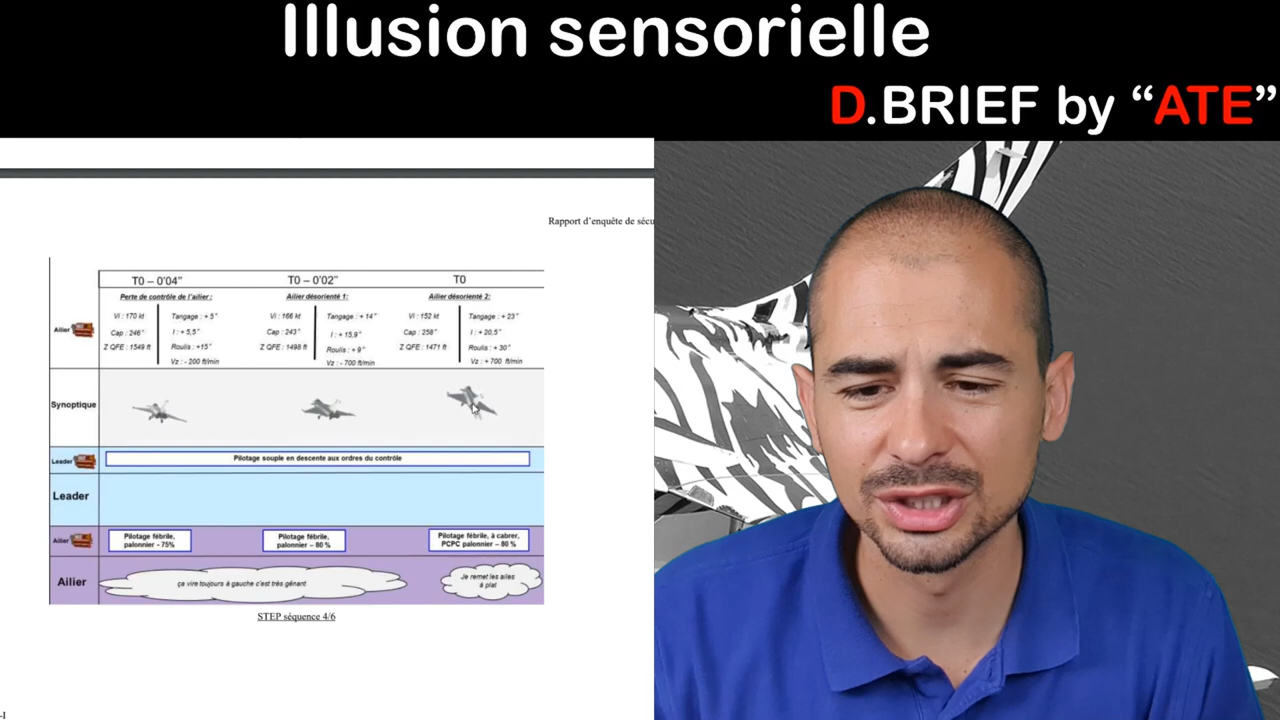 Illusion sensorielle
D.BRIEF by “ATE”
Rapport d’enquête de sécu
T0 – 0’04”
T0 – 0’02”
T0
Perte de contrôle de l’ailier :
Ailier désorienté 1:
Ailier désorienté 2:
Ailier
Vi : 170 kt
Tangage : + 5°
Vi : 166 kt
Tangage : + 14°
Vi : 152 kt
Tangage : + 23°
Cap : 246°
I : + 5,5°
Cap : 243°
I : + 15,9°
Cap : 258°
I : + 20,5°
Z QFE : 1549 ft
Roulis : +15°
Z QFE : 1498 ft
Roulis : + 9°
Z QFE : 1471 ft
Roulis : + 30°
Vz : - 200 ft/min
Vz : - 700 ft/min
Vz : + 700 ft/min
Synoptique
Leader
Pilotage souple en descente aux ordres du contrôle
Leader
Ailier
Pilotage fébrile,
palonnier - 75%
Pilotage fébrile,
palonnier – 80 %
Pilotage fébrile, à cabrer,
PCPC palonnier – 80 %
Ailier
ça vire toujours à gauche c’est très gênant
Je remet les ailes
à plat
STEP séquence 4/6
-I